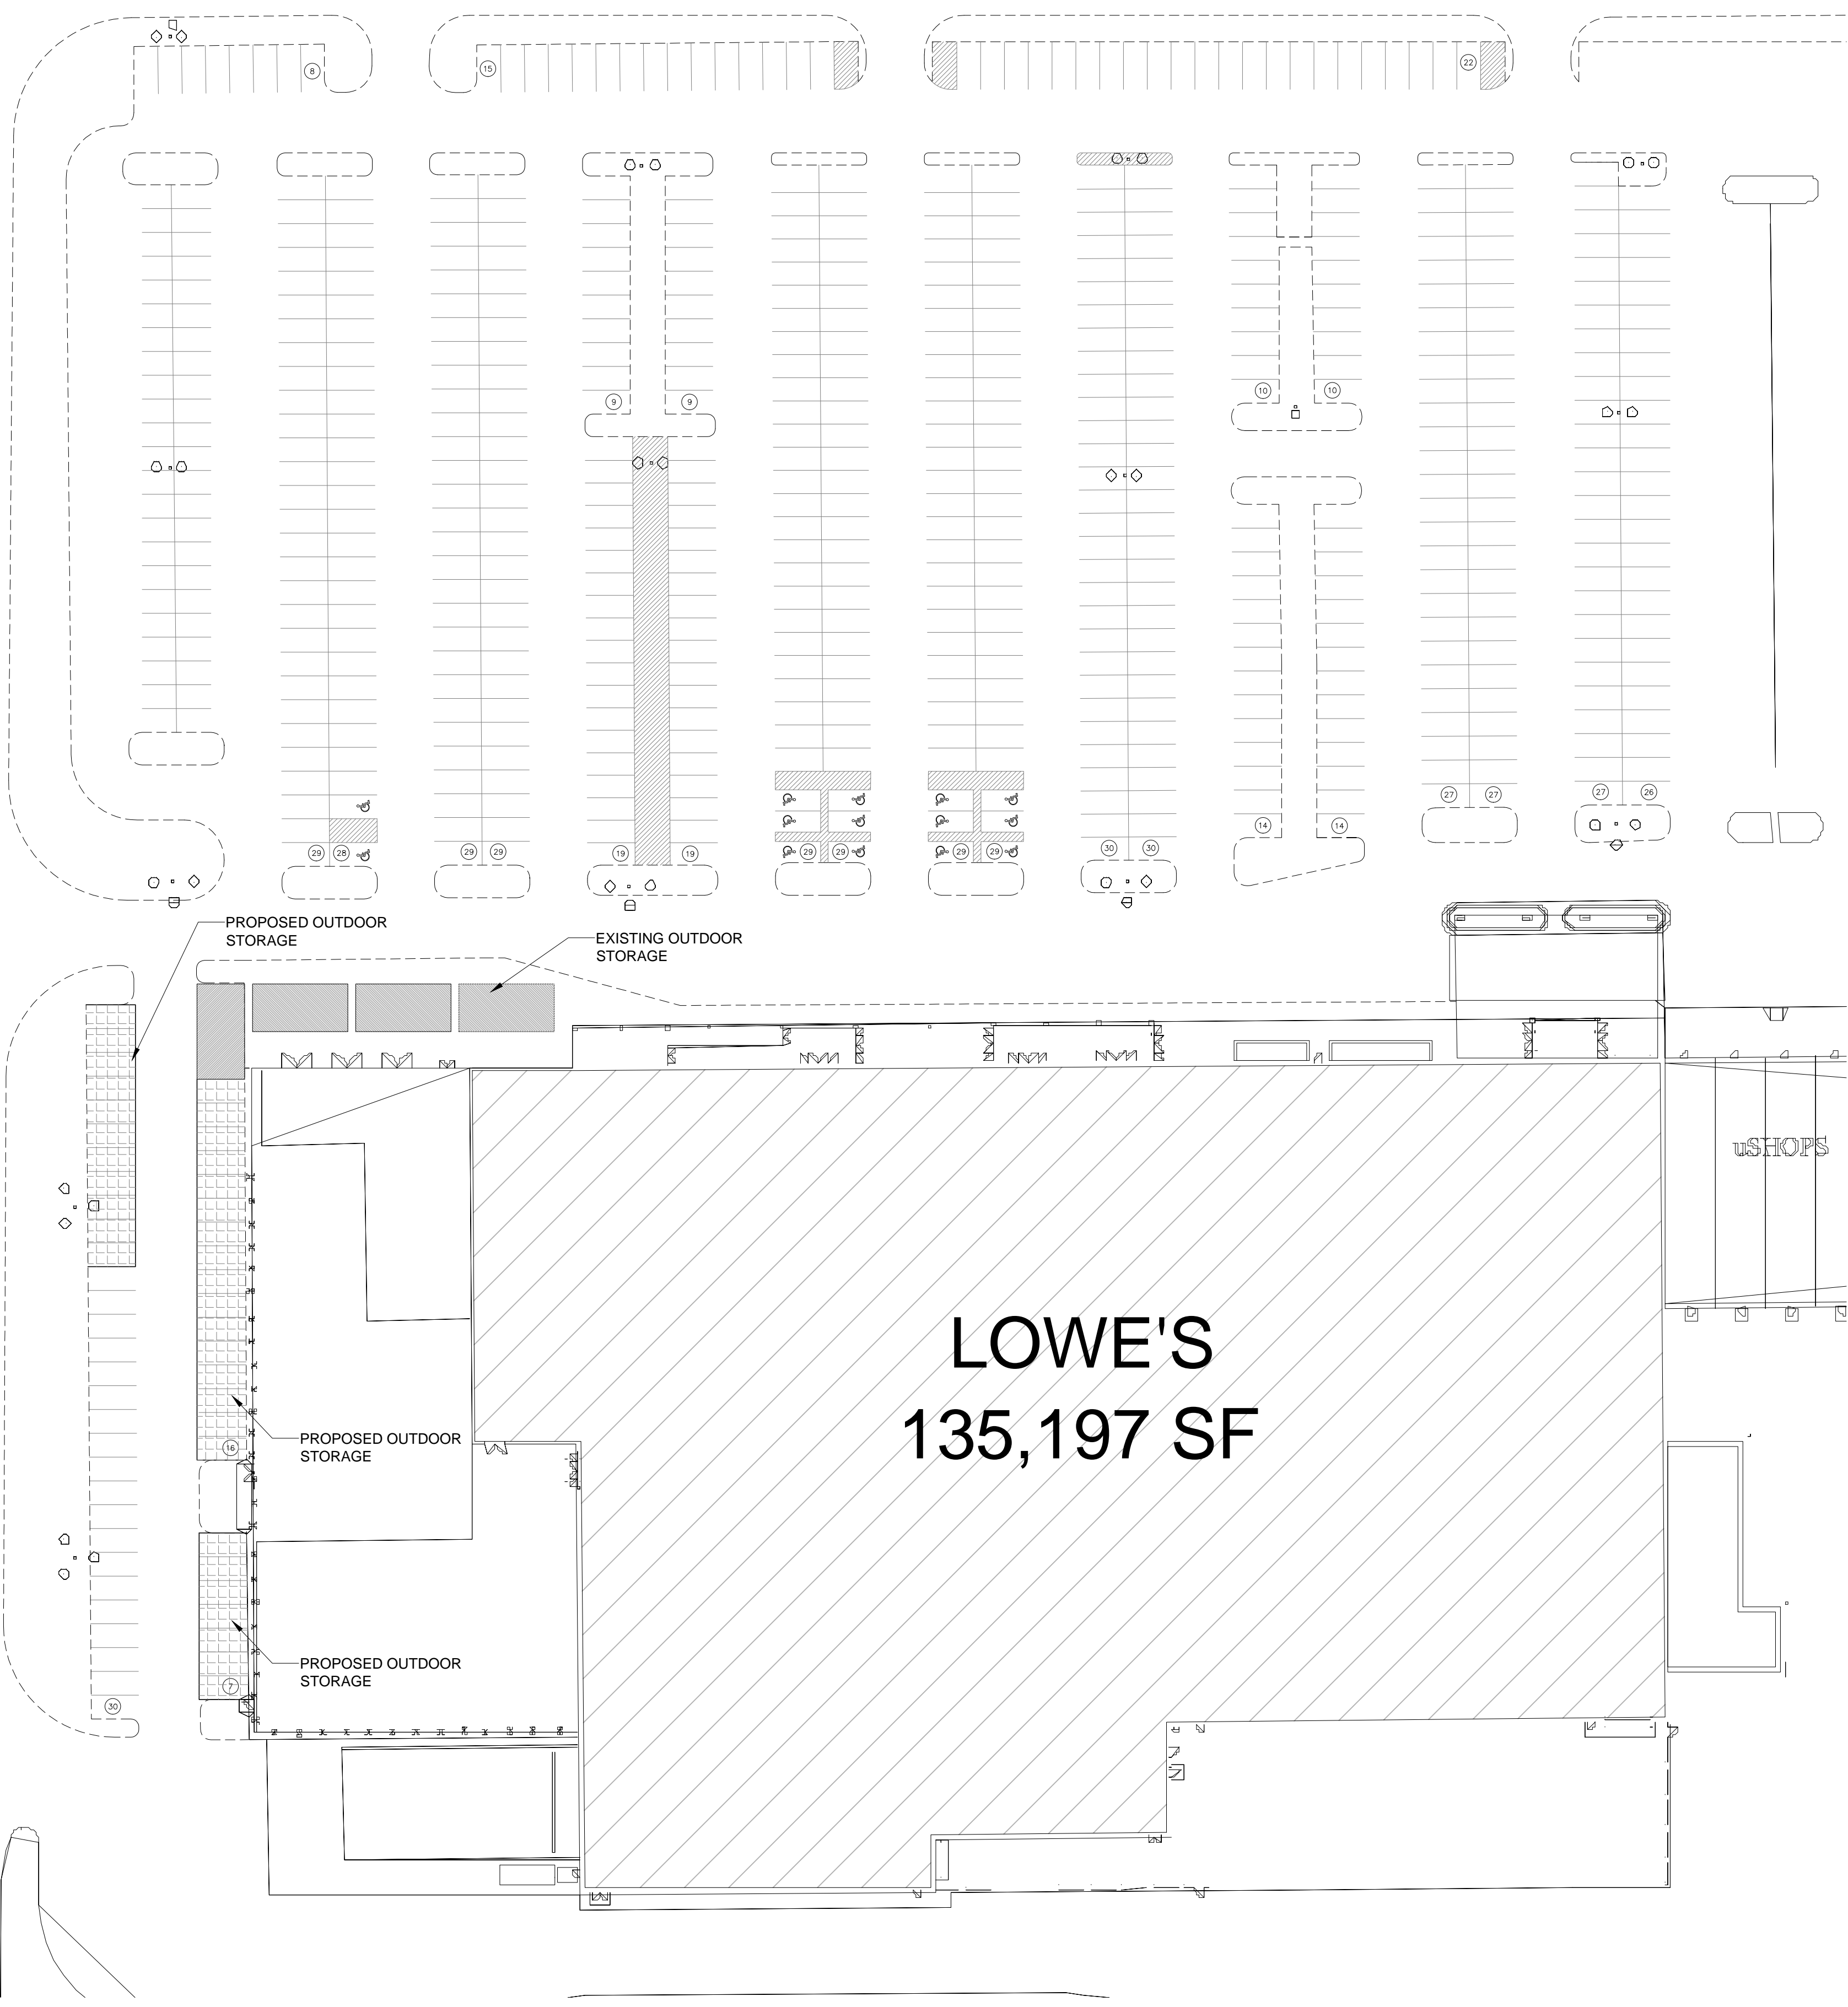 8
15
22
9
9
10
10
27
27
27
26
14
14
29
28
29
29
19
19
29
29
29
29
30
30
PROPOSED OUTDOOR
STORAGE
EXISTING OUTDOOR
STORAGE
uSHOPS
LOWE'S
135,197 SF
16
PROPOSED OUTDOOR
STORAGE
7
PROPOSED OUTDOOR
STORAGE
30